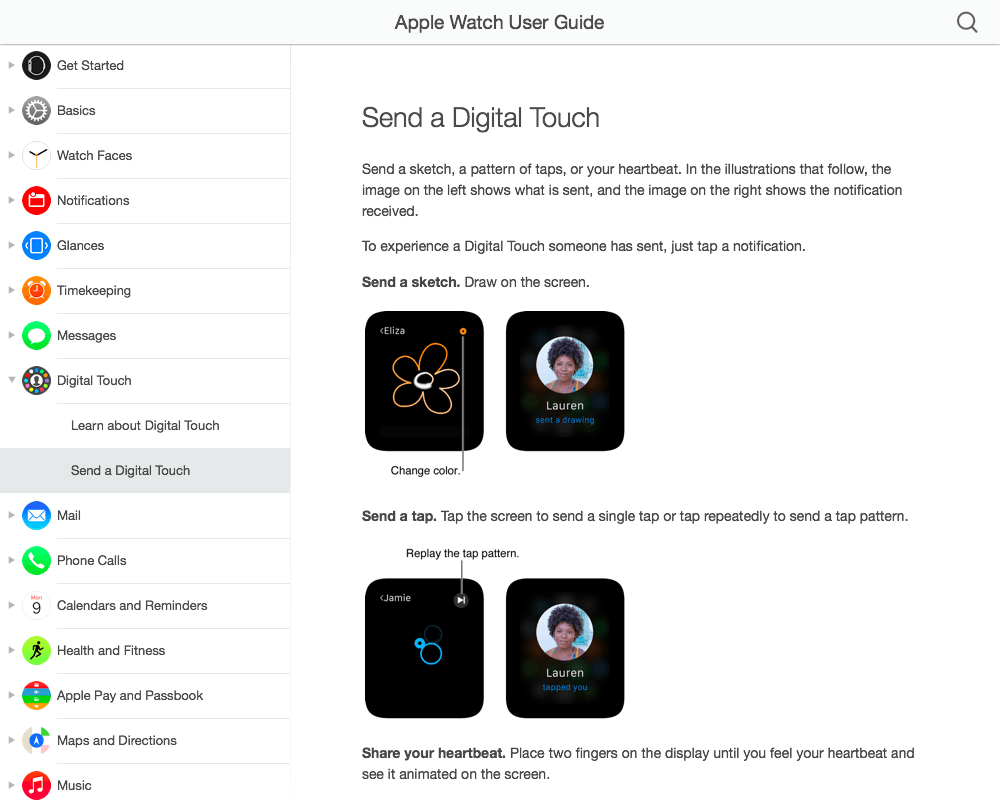 Apple Watch User Guide
Get Started
Basics
Watch Faces
Notifications
Glances
Timekeeping
Messages
Digital Touch
Learn about Digital Touch
Send a Digital Touch
Mail
Phone Calls
Mon
9
Calendars and Reminders
Health and Fitness
Apple Pay and Passbook
Maps and Directions
Music
Send a Digital Touch
Send a sketch, a pattern of taps, or your heartbeat. In the illustrations that follow, the
image on the left shows what is sent, and the image on the right shows the notification
received.
To experience a Digital Touch someone has sent, just tap a notification.
Send a sketch. Draw on the screen.
<Eliza
Lauren
sent a drawing
Change color.
Send a tap. Tap the screen to send a single tap or tap repeatedly to send a tap pattern.
Replay the tap pattern.
<Jamie
Lauren
tapped you
Share your heartbeat. Place two fingers on the display until you feel your heartbeat and
see it animated on the screen.